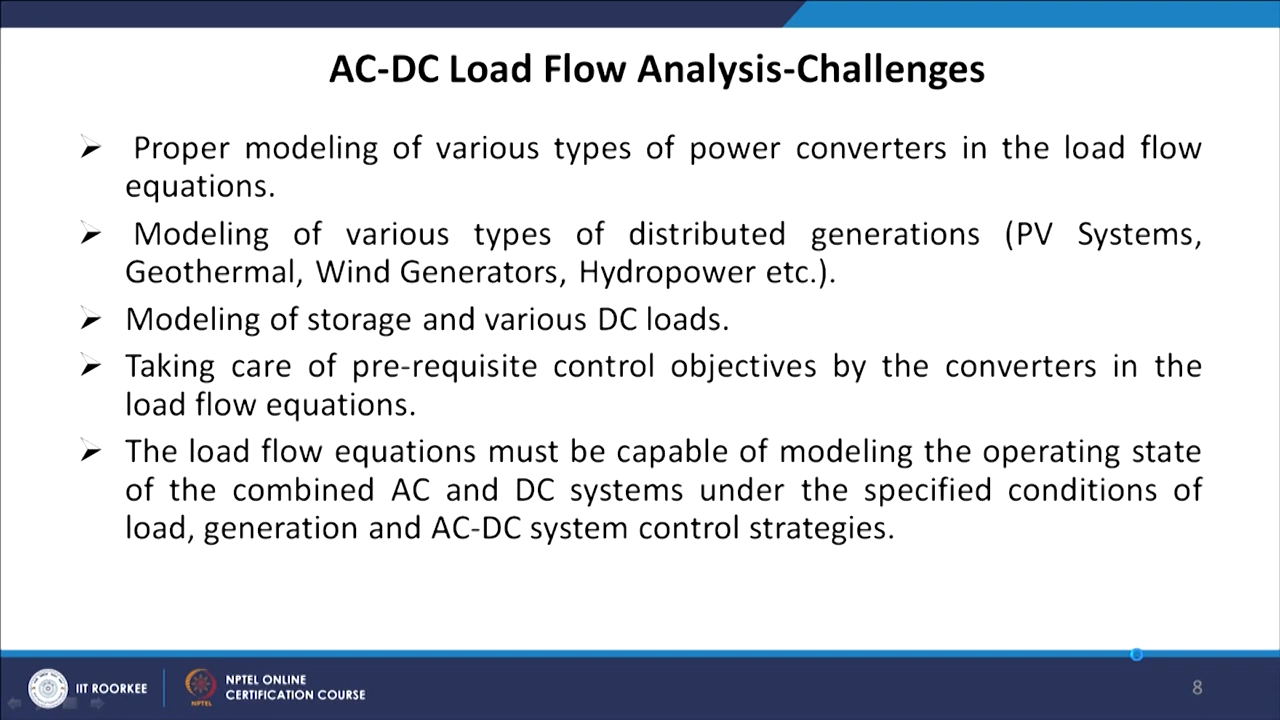 AC-DC Load Flow Analysis-Challenges
Proper modeling of various types of power converters in the load flow
equations.
Modeling of various types of distributed generations (PV Systems,
Geothermal, Wind Generators, Hydropower etc.).
Modeling of storage and various DC loads.
Taking care of pre-requisite control objectives by the converters in the
load flow equations.
The load flow equations must be capable of modeling the operating state
of the combined AC and DC systems under the specified conditions of
load, generation and AC-DC system control strategies.
IIT ROORKEE
NPTEL
NPTEL ONLINE
CERTIFICATION COURSE
8